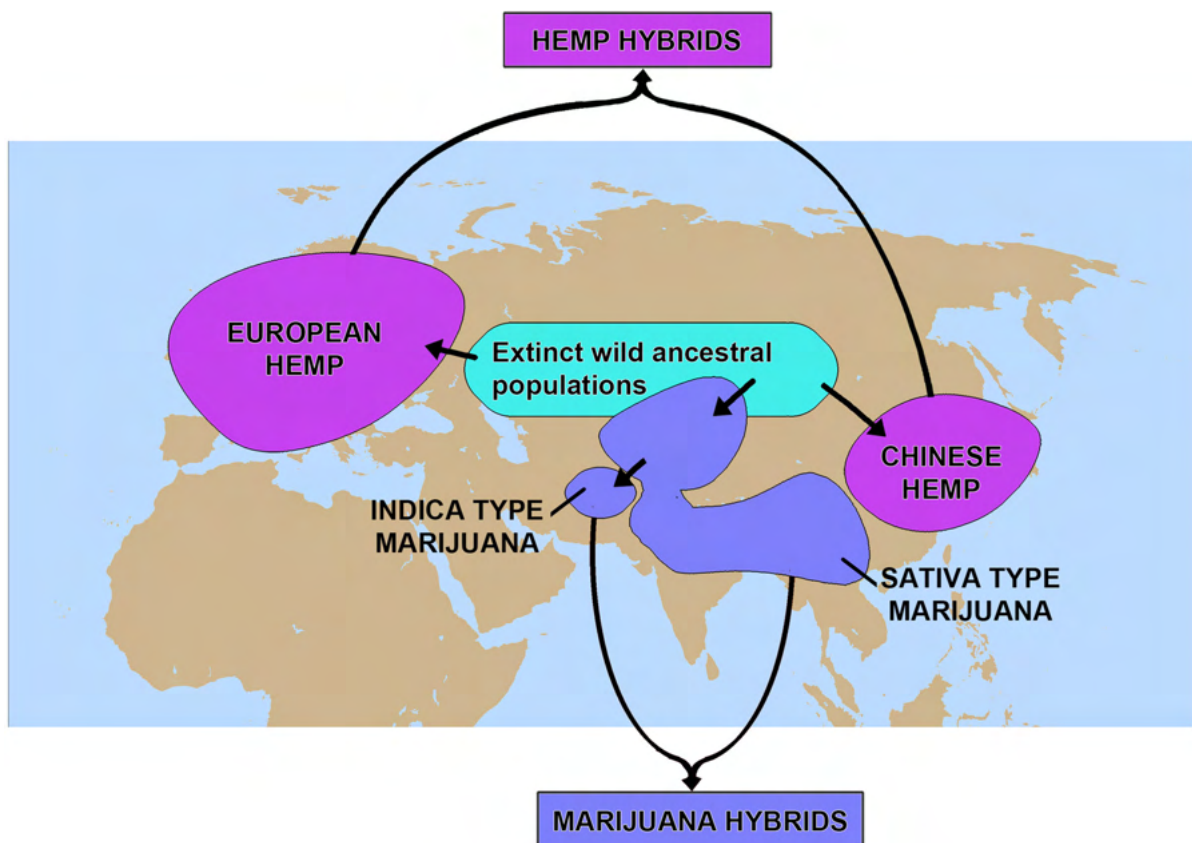 HEMP HYBRIDS
EUROPEAN
HEMP
Extinct wild ancestral
populations
CHINESE
HEMP
INDICA TYPE
MARIJUANA
SATIVA TYPE
MARIJUANA
MARIJUANA HYBRIDS